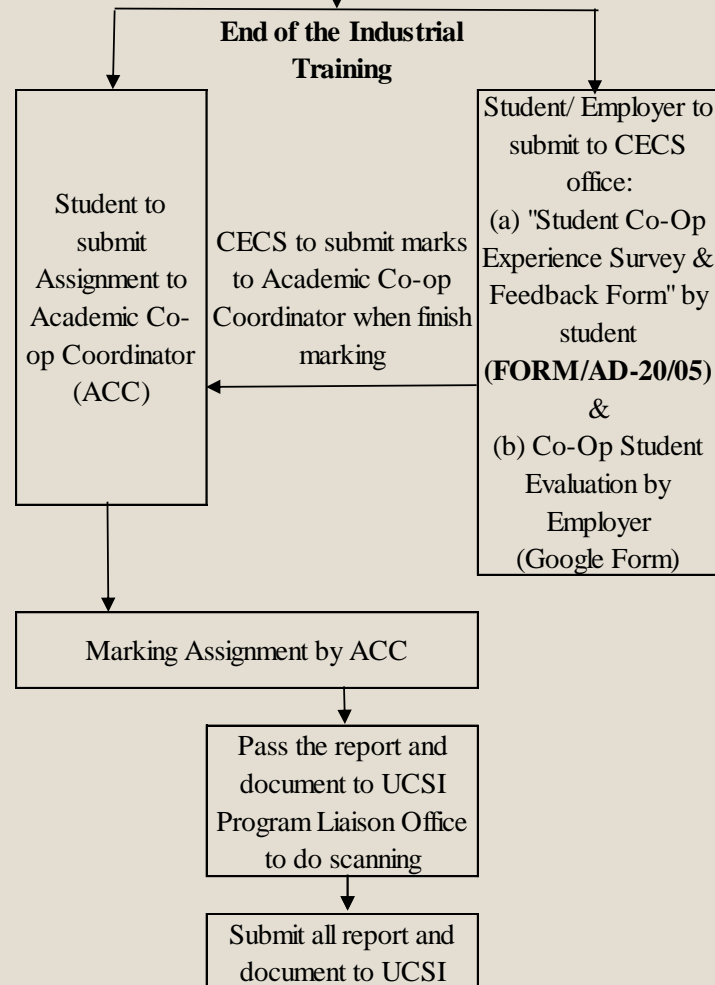 End of the Industrial
Training
Student to
submit
Assignment to
Academic Co-
op Coordinator
(ACC)
CECS to submit marks
to Academic Co-op
Coordinator when finish
marking
Student/ Employer to
submit to CECS
office:
(a) "Student Co-Op
Experience Survey &
Feedback Form" by
student
(FORM/AD-20/05)
&
(b) Co-Op Student
Evaluation by
Employer
(Google Form)
Marking Assignment by ACC
Pass the report and
document to UCSI
Program Liaison Office
to do scanning
Submit all report and
document to UCSI